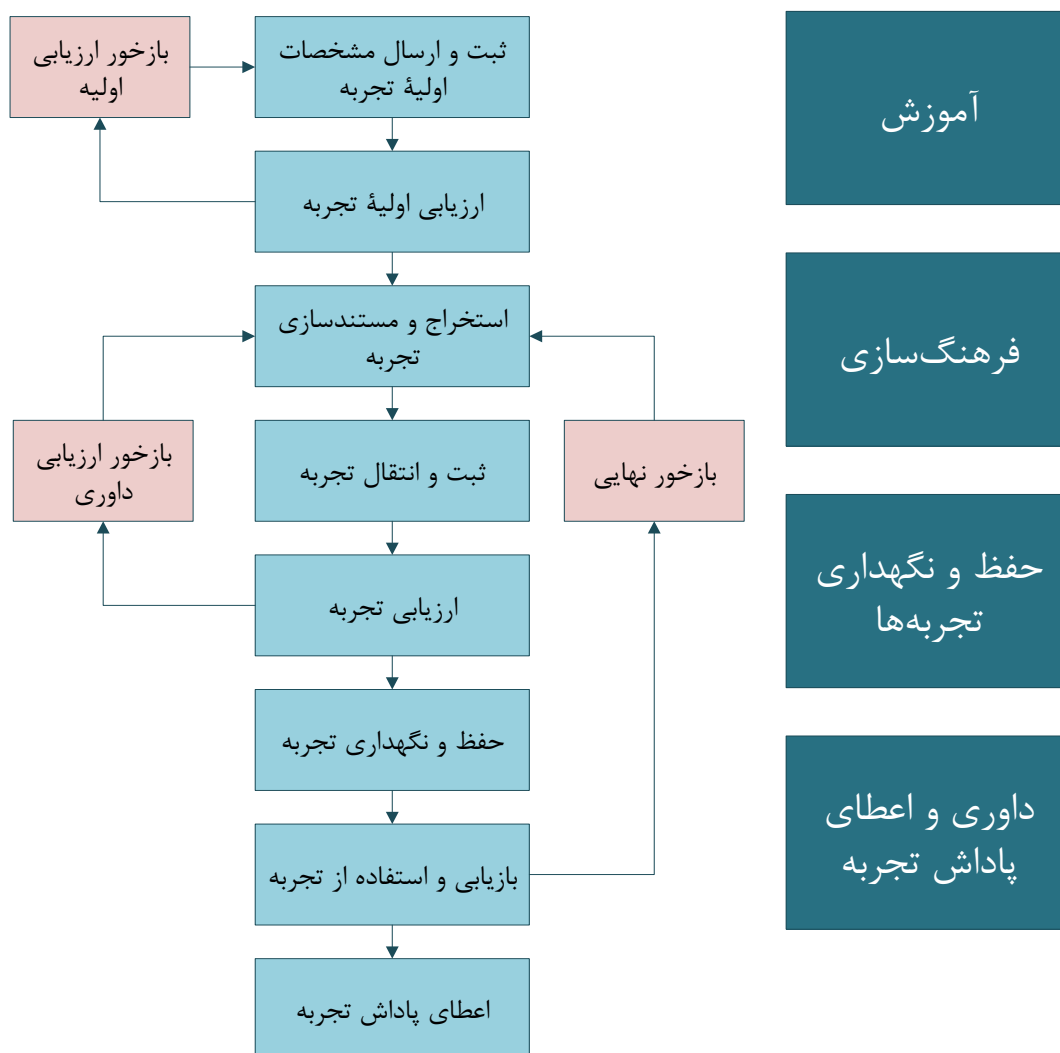 ثبت و ارسال مشخصات
اولیهٔ تجربه
بازخور ارزیابی
اولیه
ارزیابی اولیهٔ تجربه
استخراج و مستندسازی
تجربه
بازخور ارزیابی
داوری
ثبت و انتقال تجربه
بازخور نهایی
ارزیابی تجربه
حفظ و نگهداری تجربه
بازیابی و استفاده از تجربه
اعطای پاداش تجربه
آموزش
فرهنگ‌سازی
حفظ و نگهداری
تجربه‌ها
داوری و اعطای
پاداش تجربه